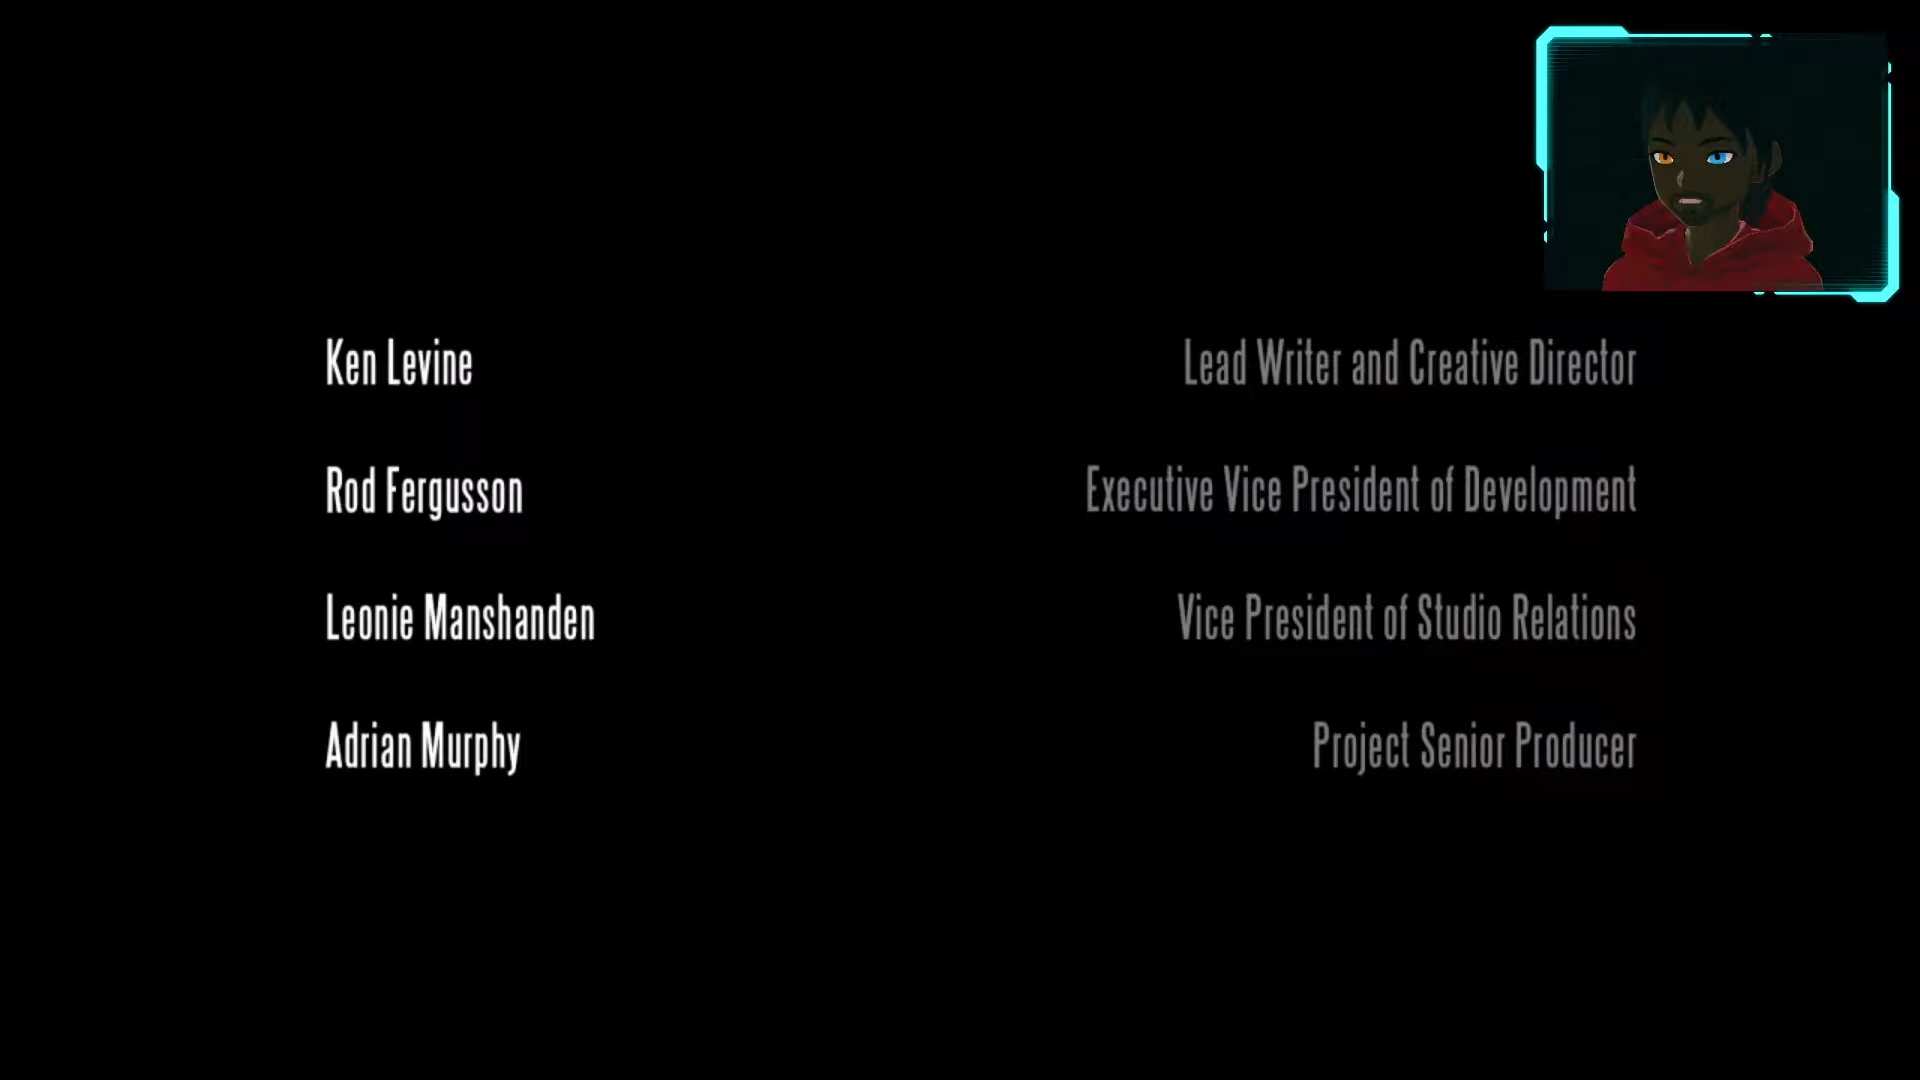 Ken Levine Lead Writer and Creative Director
Rod Fergusson Executive Vice President of Development
Leonie Manshanden Vice President of Studio Relations
Adrian Murphy Project Senior Producer